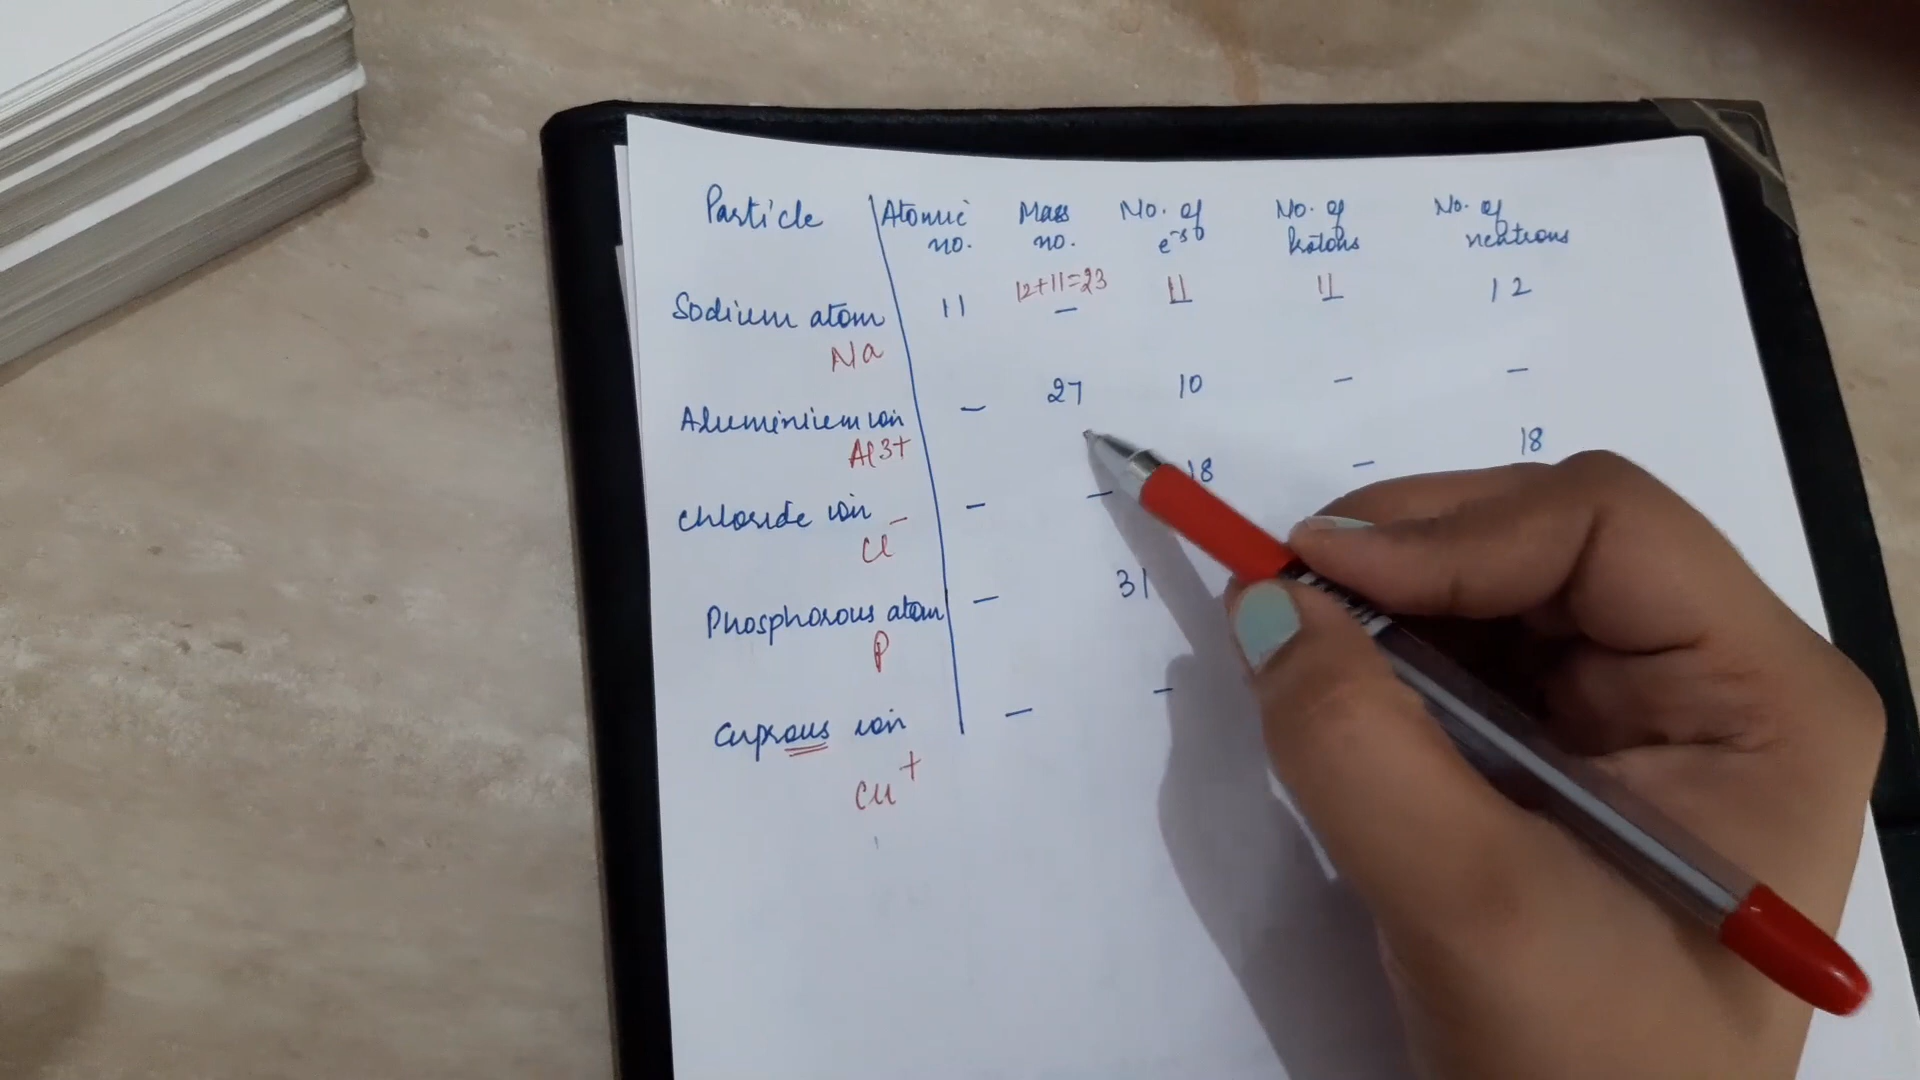 Particle Atomic no. Mass no. No. of e-s No. of Protons No. of neutrons
Sodium atom 11 12+11=23 – 11 11 12
Na
Aluminium ion – 27 10 – –
Al3+
Chloride ion – – 18 – 18
Cl–
Phosphorous atom – 31
P
Cuprous ion – –
Cu+